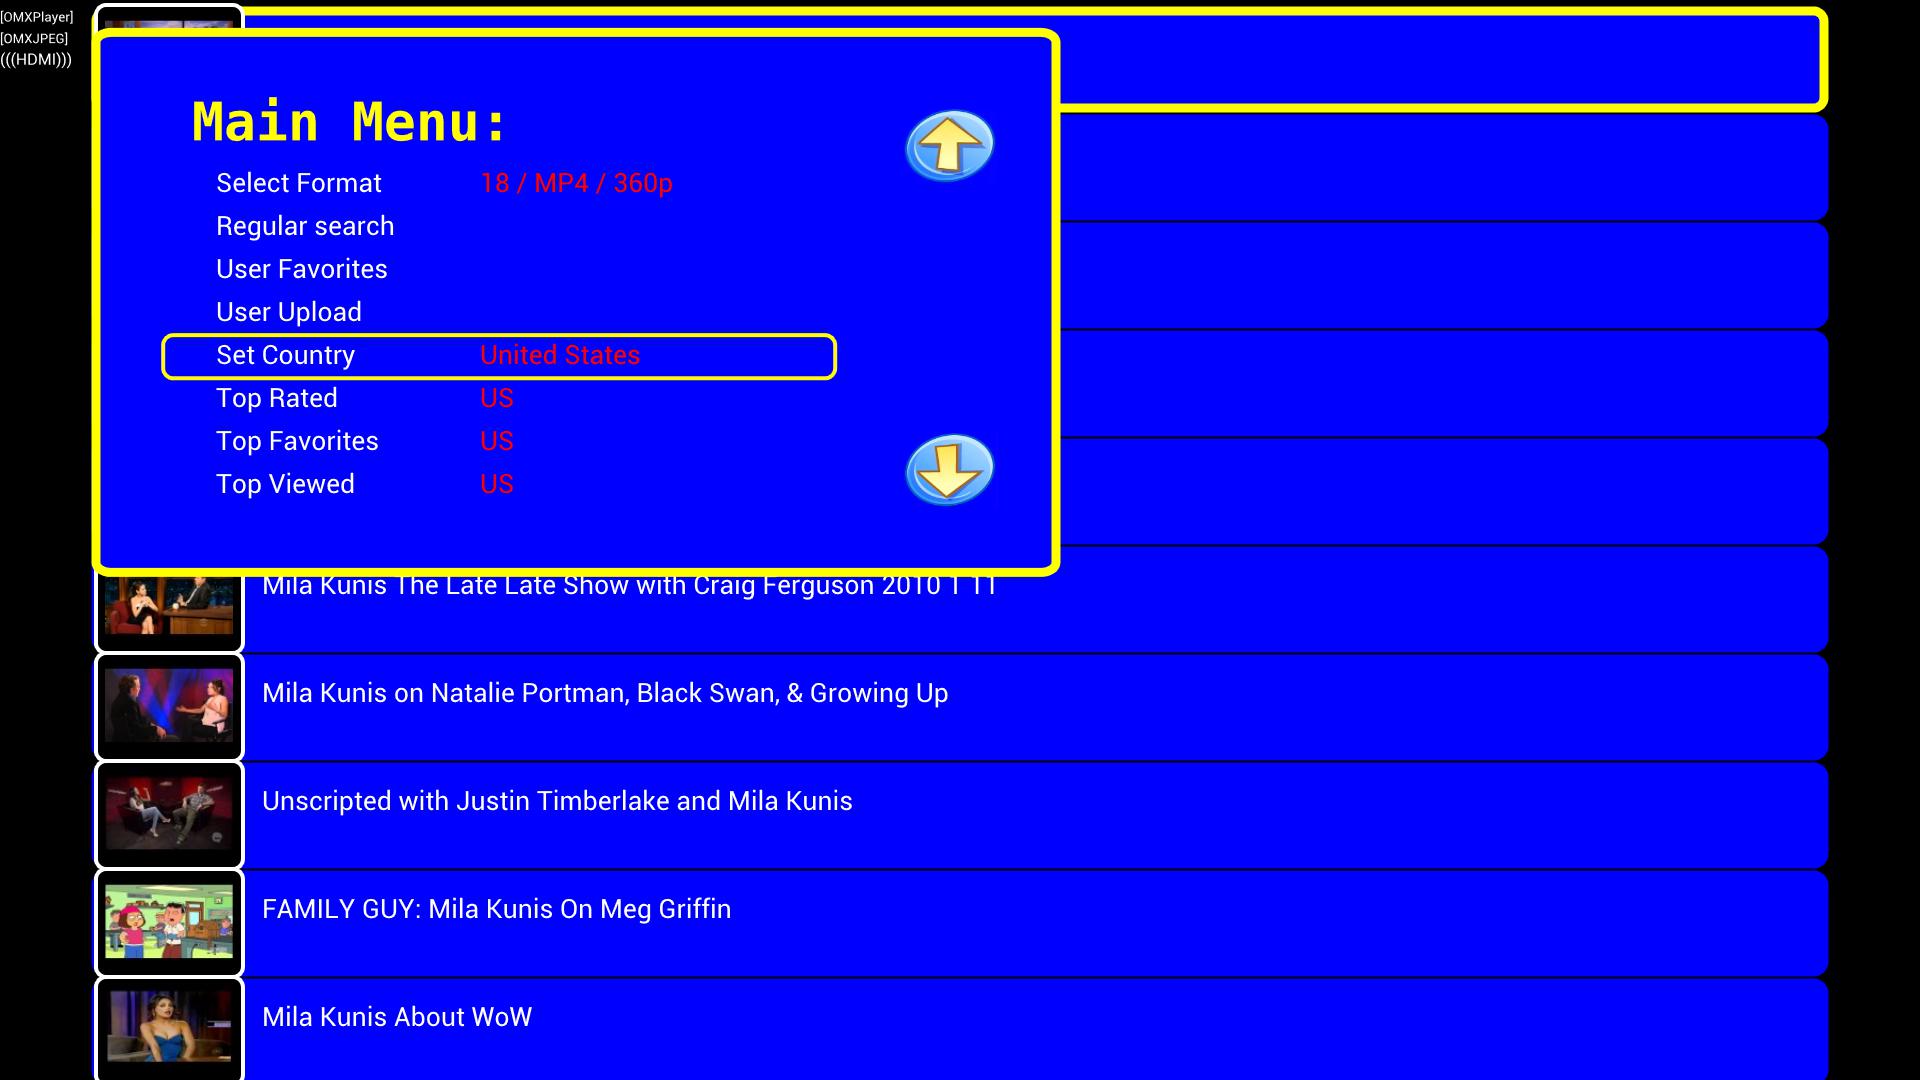 [OMXPlayer]
[OMXJPEG]
(((HDMI)))
Main Menu:
Select Format 18 / MP4 / 360p
Regular search
User Favorites
User Upload
Set Country United States
Top Rated US
Top Favorites US
Top Viewed US
Mila Kunis The Late Late Show with Craig Ferguson 2010 1 11
Mila Kunis on Natalie Portman, Black Swan, & Growing Up
Unscripted with Justin Timberlake and Mila Kunis
FAMILY GUY: Mila Kunis On Meg Griffin
Mila Kunis About WoW